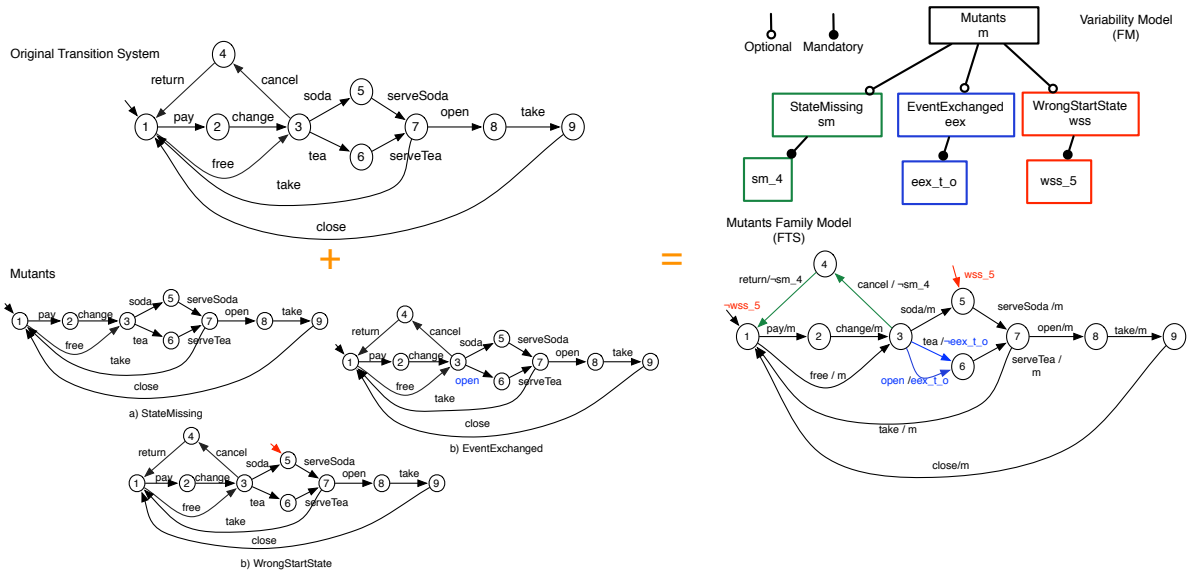 Original Transition System
4
return
cancel
5
soda
serveSoda
1
pay
2
change
3
7
open
8
take
9
free
tea
6
serveTea
take
close
+
Mutants
5
soda
serveSoda
1
pay
2
change
3
7
open
8
take
9
free
tea
6
serveTea
take
close
a) StateMissing
4
return
cancel
5
soda
serveSoda
1
pay
2
change
3
7
open
8
take
9
free
open
6
serveTea
take
close
b) EventExchanged
4
return
cancel
5
soda
serveSoda
1
pay
2
change
3
7
open
8
take
9
free
tea
6
serveTea
take
close
b) WrongStartState
=
Optional
Mandatory
Mutants
m
Variability Model
(FM)
StateMissing
sm
EventExchanged
eex
WrongStartState
wss
sm_4
eex_t_o
wss_5
Mutants Family Model
(FTS)
4
return/¬sm_4
cancel / ¬sm_4
wss_5
¬wss_5
5
soda/m
serveSoda /m
1
pay/m
2
change/m
3
7
open/m
8
take/m
9
tea /¬eex_t_o
6
serveTea /
m
free / m
open /eex_t_o
take / m
close/m